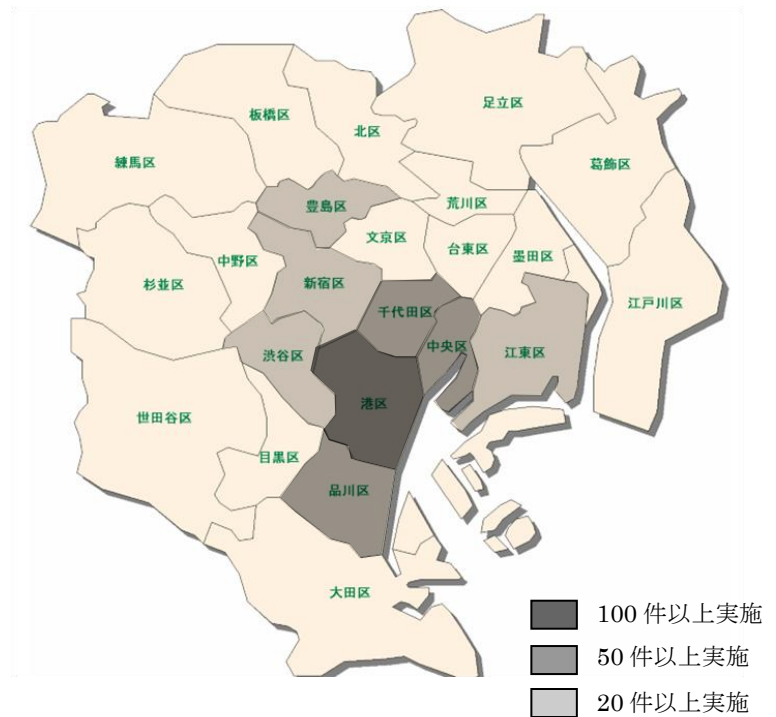 足立区
板橋区
北区
練馬区
葛飾区
豊島区
荒川区
文京区
台東区
中野区
墨田区
杉並区
新宿区
江戸川区
千代田区
中央区
江東区
渋谷区
港区
世田谷区
目黒区
品川区
大田区
100 件以上実施
50 件以上実施
20 件以上実施